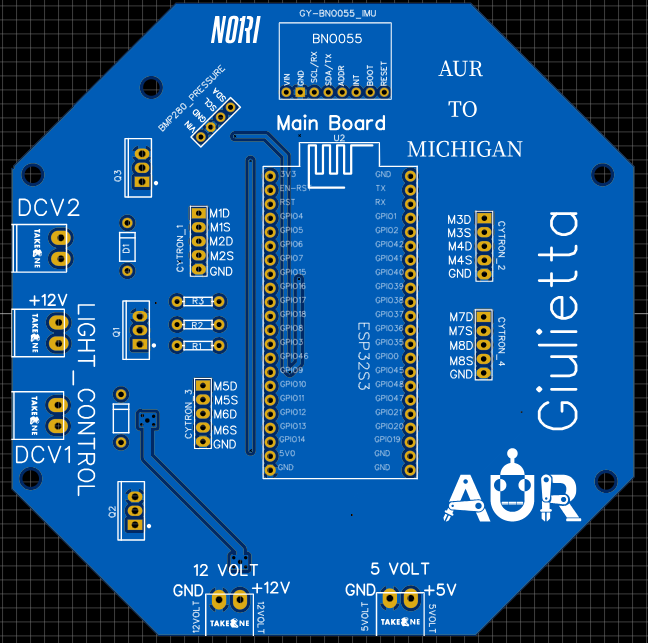 NORI
GY-BNO055_IMU
BNO055
VIN
GND
SCL/RX
SDA/TX
ADDR
INT
BOOT
RESET
AUR
TO
MICHIGAN
BMP280_PRESSURE
VIN
GND
SCL
SDA
Main Board
U2
3V3
EN-RST
RST
GPIO4
GPIO5
GPIO6
GPIO7
GPIO15
GPIO16
GPIO17
GPIO18
GPIO8
GPIO3
GPIO46
GPIO9
GPIO10
GPIO11
GPIO12
GPIO13
GPIO14
5V0
GND
GND
TX
RX
GPIO1
GPIO2
GPIO42
GPIO41
GPIO40
GPIO39
GPIO38
GPIO37
GPIO36
GPIO35
GPIO0
GPIO45
GPIO48
GPIO47
GPIO21
GPIO20
GPIO19
GND
GND
ESP32S3
Q3
DCV2
TAKEONE
D1
+12V
TAKEONE
LIGHT_CONTROL
Q1
TAKEONE
DCV1
Q2
CYTRON_1
M1D
M1S
M2D
M2S
GND
R3
R2
R1
CYTRON_3
M5D
M5S
M6D
M6S
GND
M3D
M3S
M4D
M4S
GND
CYTRON_2
M7D
M7S
M8D
M8S
GND
CYTRON_4
Giulietta
AUR
12 VOLT
GND
+12V
12VOLT
TAKEONE
12VOLT
5 VOLT
GND
+5V
5VOLT
TAKEONE
5VOLT